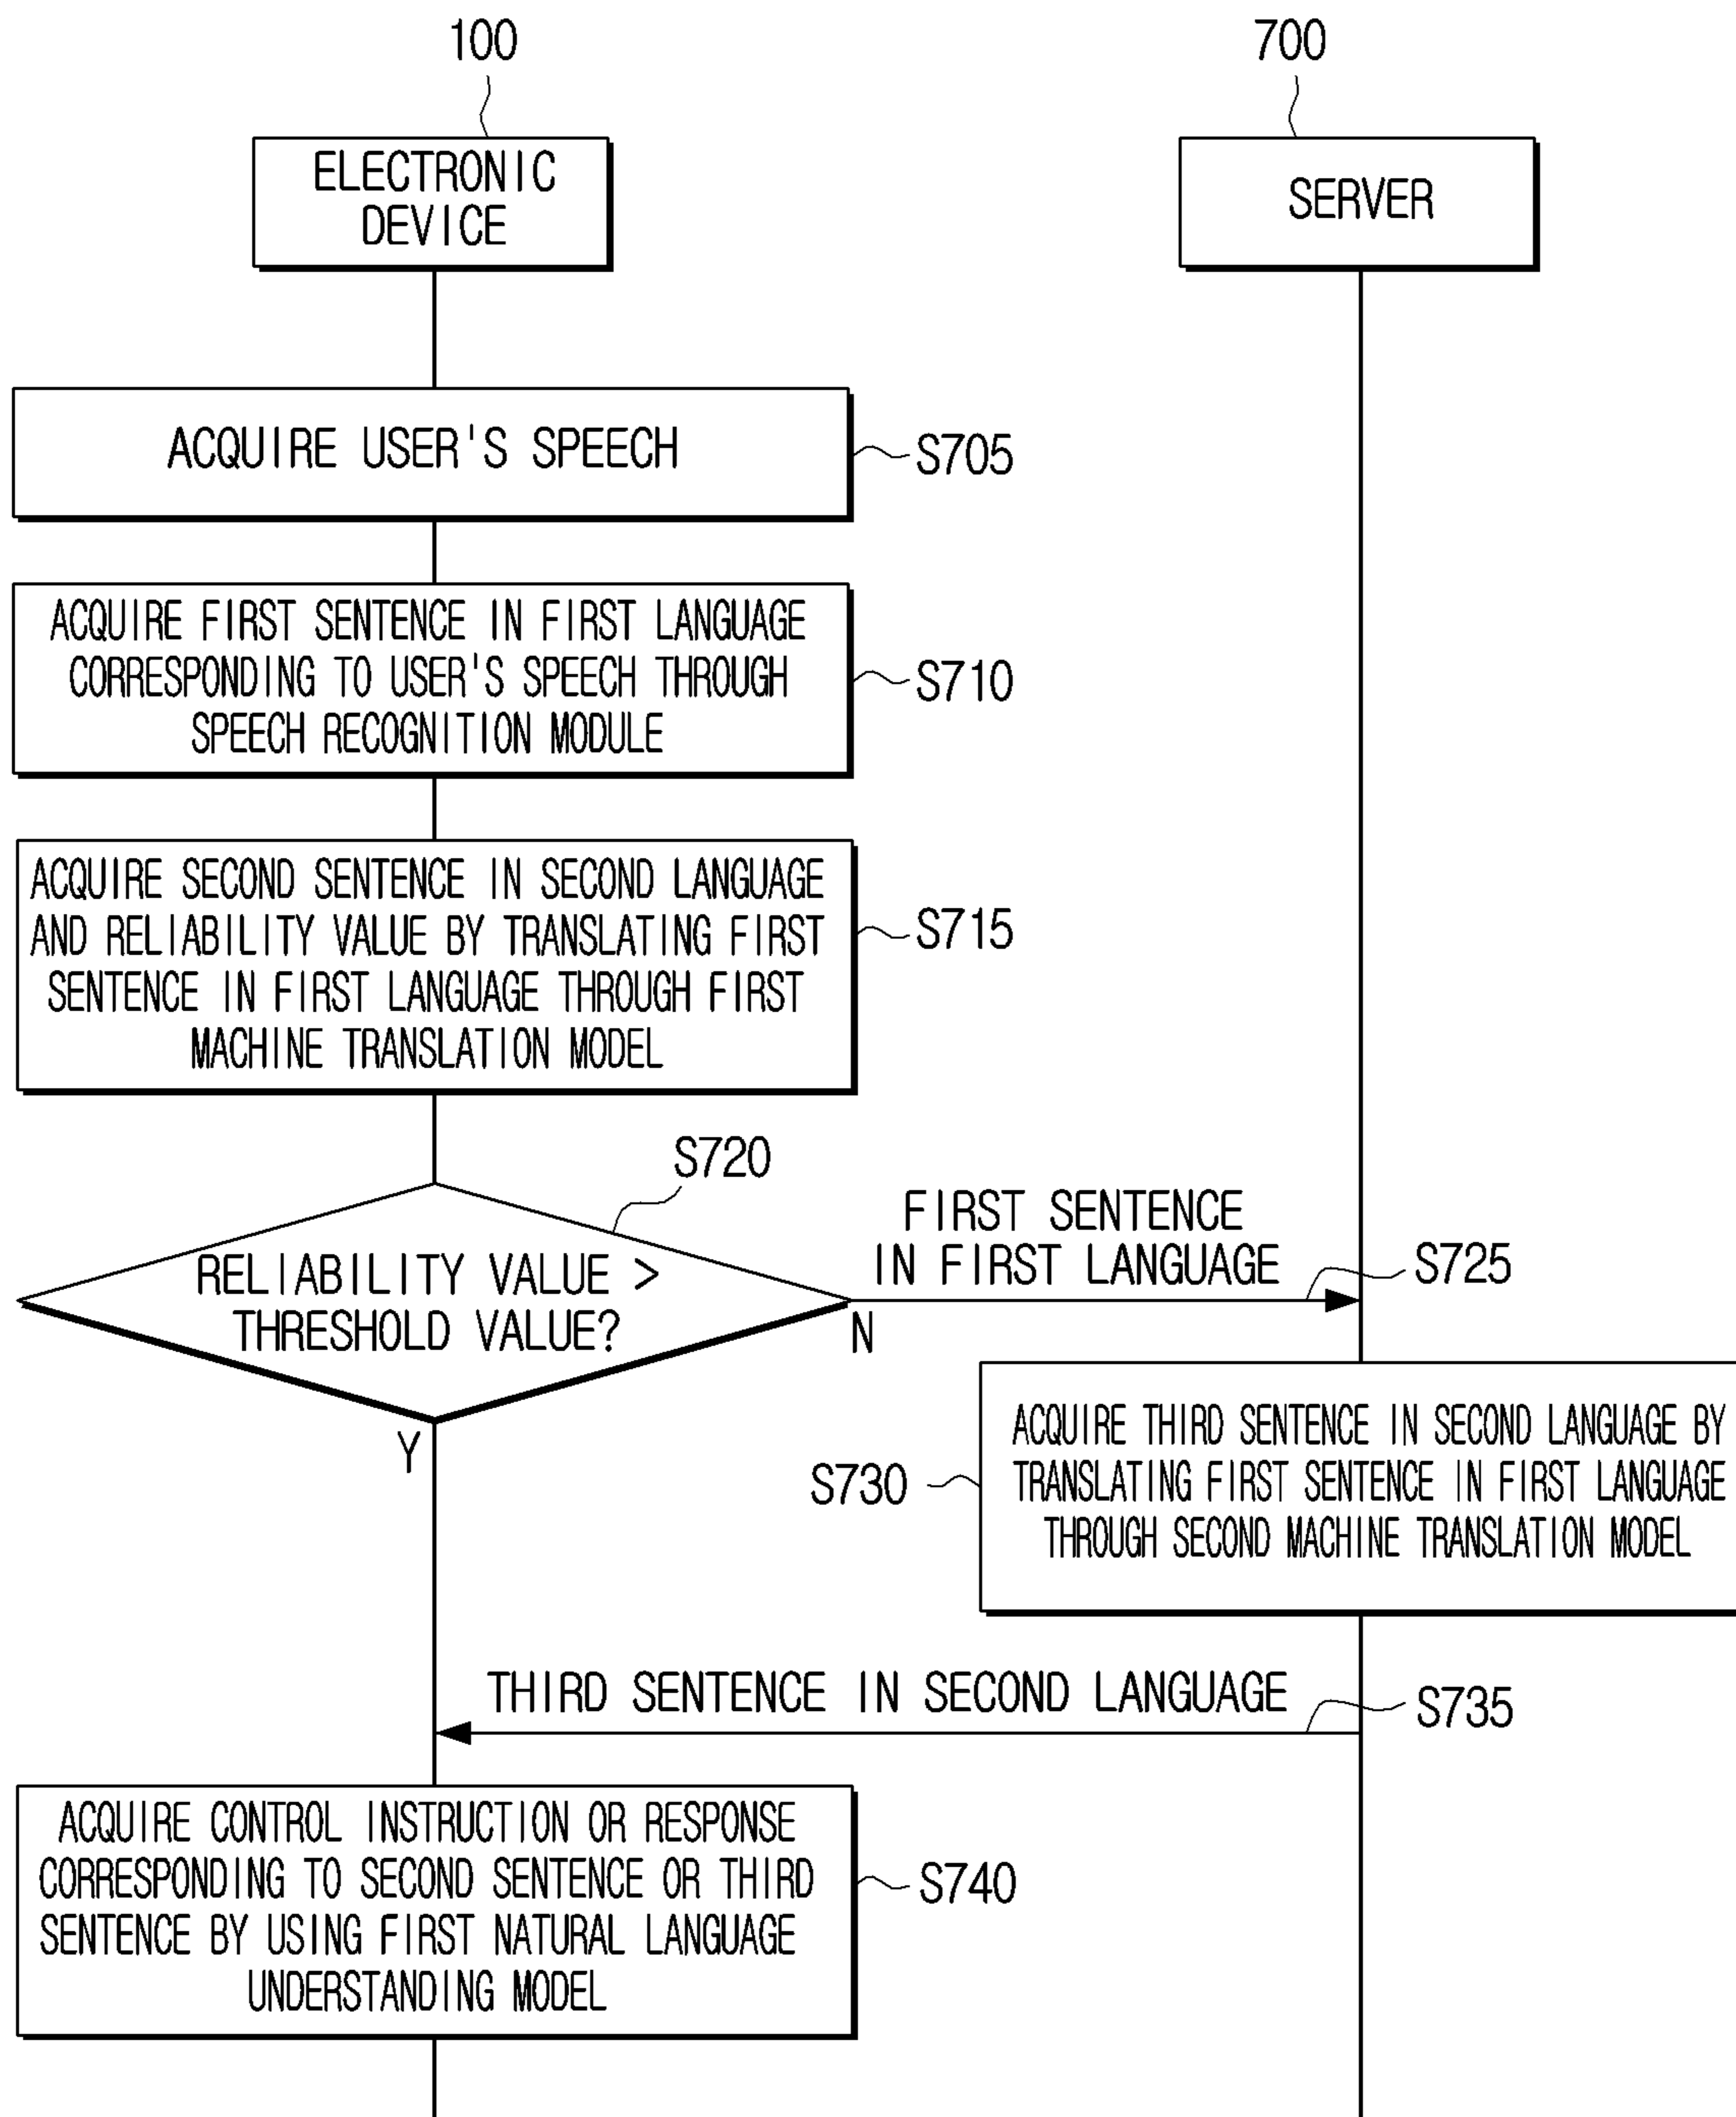 100
700
ELECTRONIC
DEVICE
SERVER
ACQUIRE USER'S SPEECH
S705
ACQUIRE FIRST SENTENCE IN FIRST LANGUAGE
CORRESPONDING TO USER'S SPEECH THROUGH
SPEECH RECOGNITION MODULE
S710
ACQUIRE SECOND SENTENCE IN SECOND LANGUAGE
AND RELIABILITY VALUE BY TRANSLATING FIRST
SENTENCE IN FIRST LANGUAGE THROUGH FIRST
MACHINE TRANSLATION MODEL
S715
S720
RELIABILITY VALUE >
THRESHOLD VALUE?
N
Y
FIRST SENTENCE
IN FIRST LANGUAGE
S725
ACQUIRE THIRD SENTENCE IN SECOND LANGUAGE BY
TRANSLATING FIRST SENTENCE IN FIRST LANGUAGE
THROUGH SECOND MACHINE TRANSLATION MODEL
S730
THIRD SENTENCE IN SECOND LANGUAGE
S735
ACQUIRE CONTROL INSTRUCTION OR RESPONSE
CORRESPONDING TO SECOND SENTENCE OR THIRD
SENTENCE BY USING FIRST NATURAL LANGUAGE
UNDERSTANDING MODEL
S740